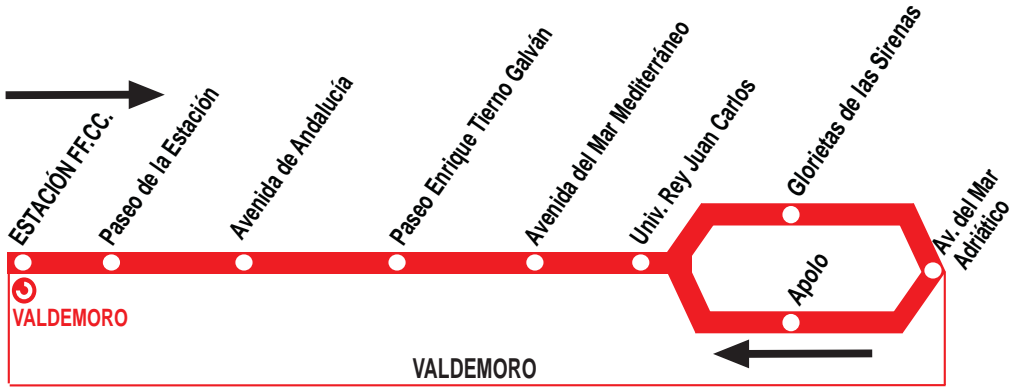 ESTACIÓN FF.CC.
Paseo de la Estación
Avenida de Andalucía
Paseo Enrique Tierno Galván
Avenida del Mar Mediterráneo
Univ. Rey Juan Carlos
Glorietas de las Sirenas
Av. del Mar
Adríático
Apolo
VALDEMORO
VALDEMORO